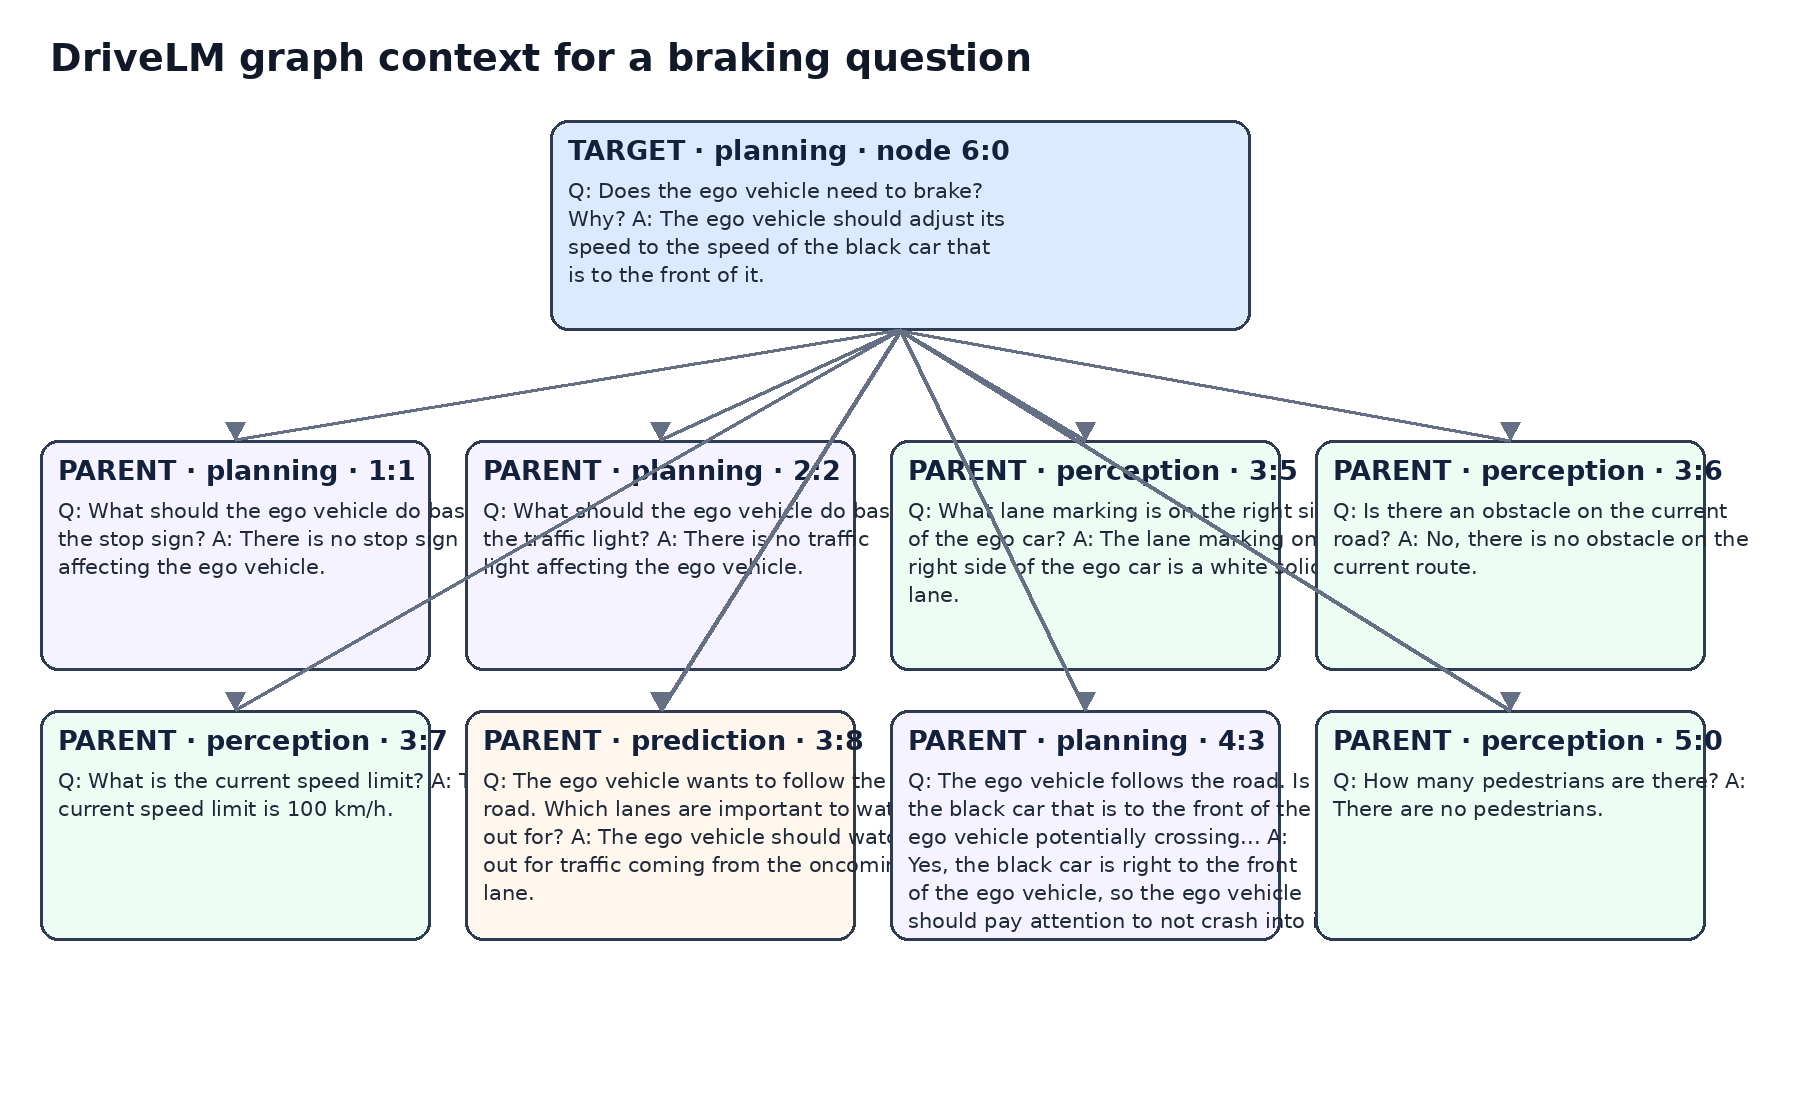 DriveLM graph context for a braking question
TARGET · planning · node 6:0
Q: Does the ego vehicle need to brake?
Why? A: The ego vehicle should adjust its
speed to the speed of the black car that
is to the front of it.
PARENT · planning · 1:1
Q: What should the ego vehicle do bas
the stop sign? A: There is no stop sign
affecting the ego vehicle.
PARENT · planning · 2:2
Q: What should the ego vehicle do bas
the traffic light? A: There is no traffic
light affecting the ego vehicle.
PARENT · perception · 3:5
Q: What lane marking is on the right si
of the ego car? A: The lane marking on
right side of the ego car is a white solid
lane.
PARENT · perception · 3:6
Q: Is there an obstacle on the current
road? A: No, there is no obstacle on the
current route.
PARENT · perception · 3:7
Q: What is the current speed limit? A: T
current speed limit is 100 km/h.
PARENT · prediction · 3:8
Q: The ego vehicle wants to follow the
road. Which lanes are important to wat
out for? A: The ego vehicle should watc
out for traffic coming from the oncomin
lane.
PARENT · planning · 4:3
Q: The ego vehicle follows the road. Is
the black car that is to the front of the
ego vehicle potentially crossing... A:
Yes, the black car is right to the front
of the ego vehicle, so the ego vehicle
should pay attention to not crash into i
PARENT · perception · 5:0
Q: How many pedestrians are there? A:
There are no pedestrians.